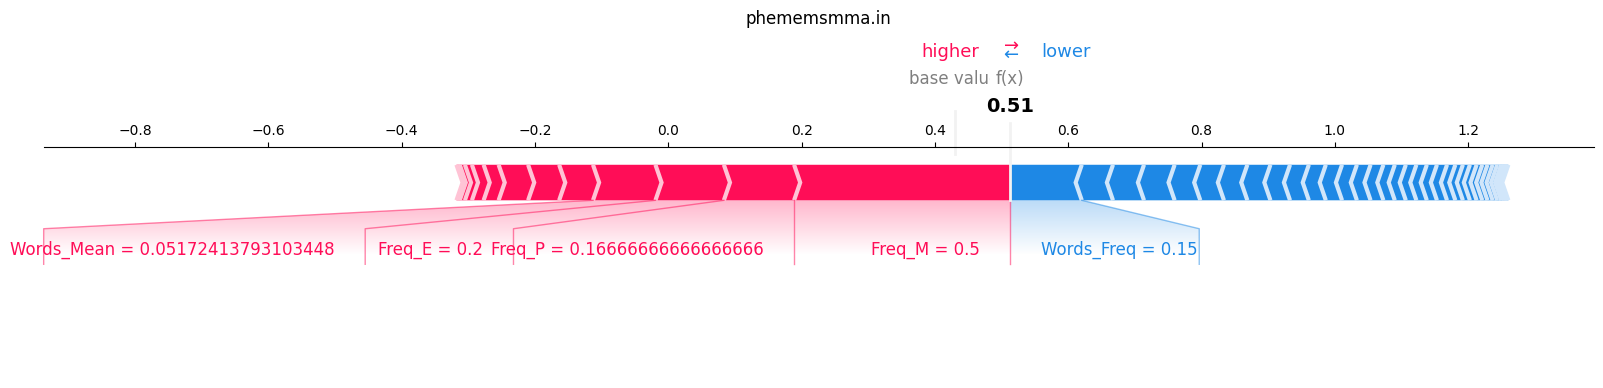 phememsmma.in
higher ⇄ lower
base valu f(x)
0.51
−0.8 −0.6 −0.4 −0.2 0.0 0.2 0.4 0.6 0.8 1.0 1.2
Words_Mean = 0.05172413793103448 Freq_E = 0.2 Freq_P = 0.16666666666666666 Freq_M = 0.5 Words_Freq = 0.15